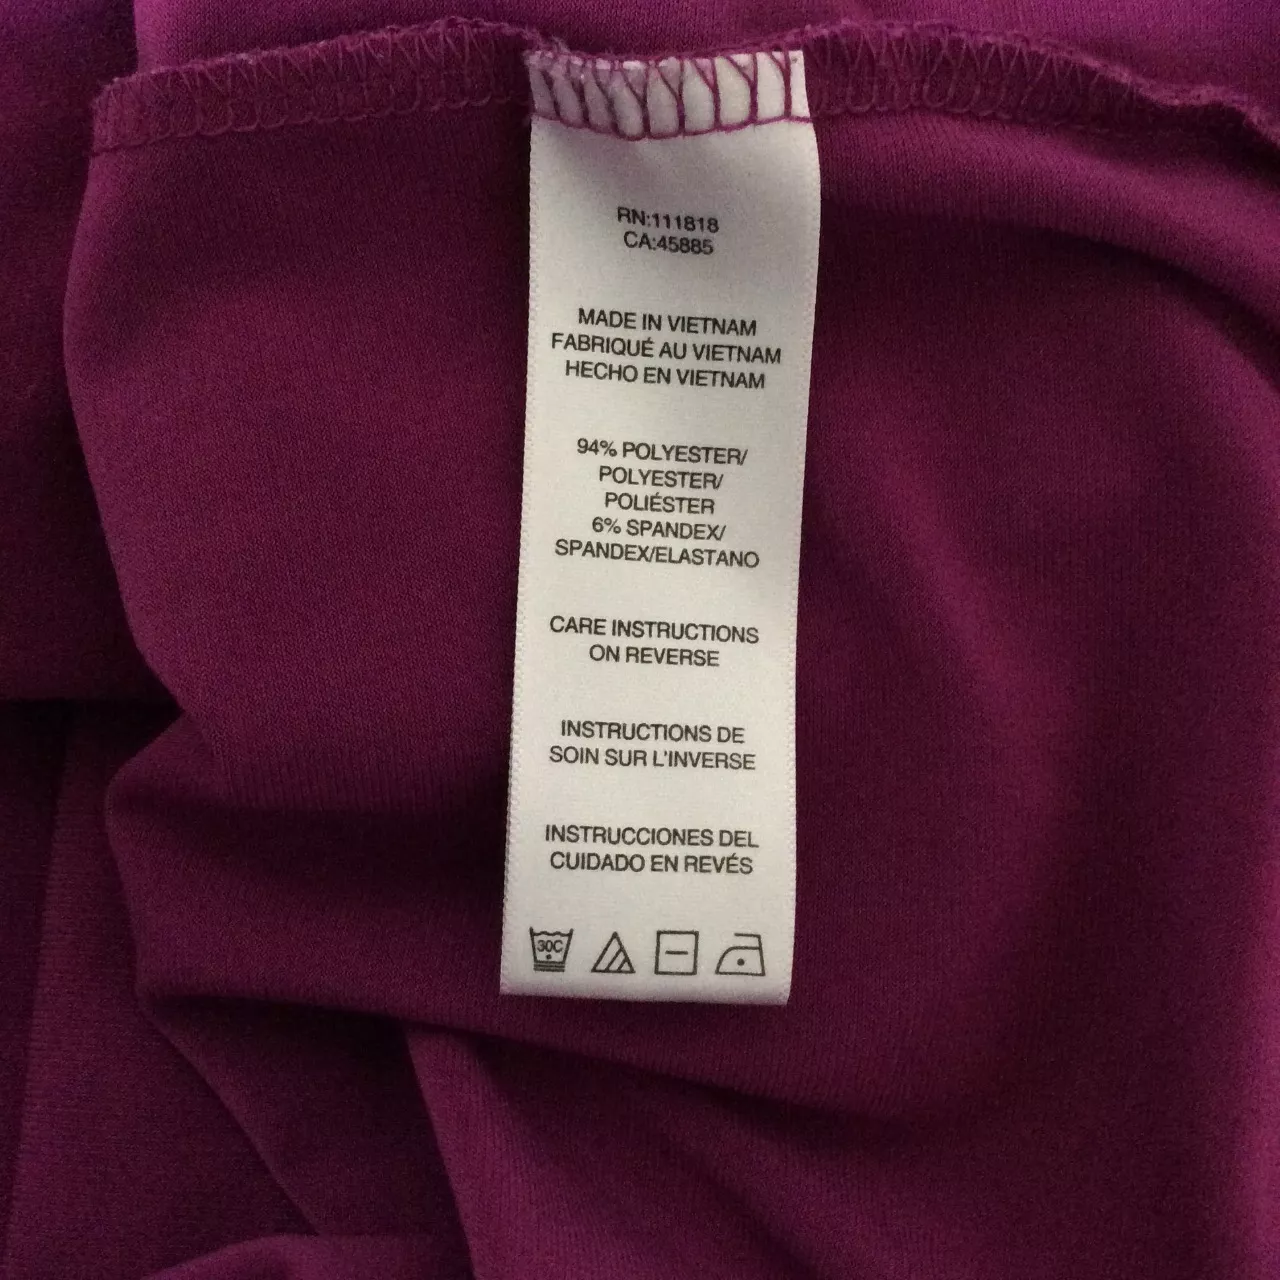 RN:111818
CA:45885
MADE IN VIETNAM
FABRIQUÉ AU VIETNAM
HECHO EN VIETNAM
94% POLYESTER/
POLYESTER/
POLIÉSTER
6% SPANDEX/
SPANDEX/ELASTANO
CARE INSTRUCTIONS
ON REVERSE
INSTRUCTIONS DE
SOIN SUR L'INVERSE
INSTRUCCIONES DEL
CUIDADO EN REVÉS
30C